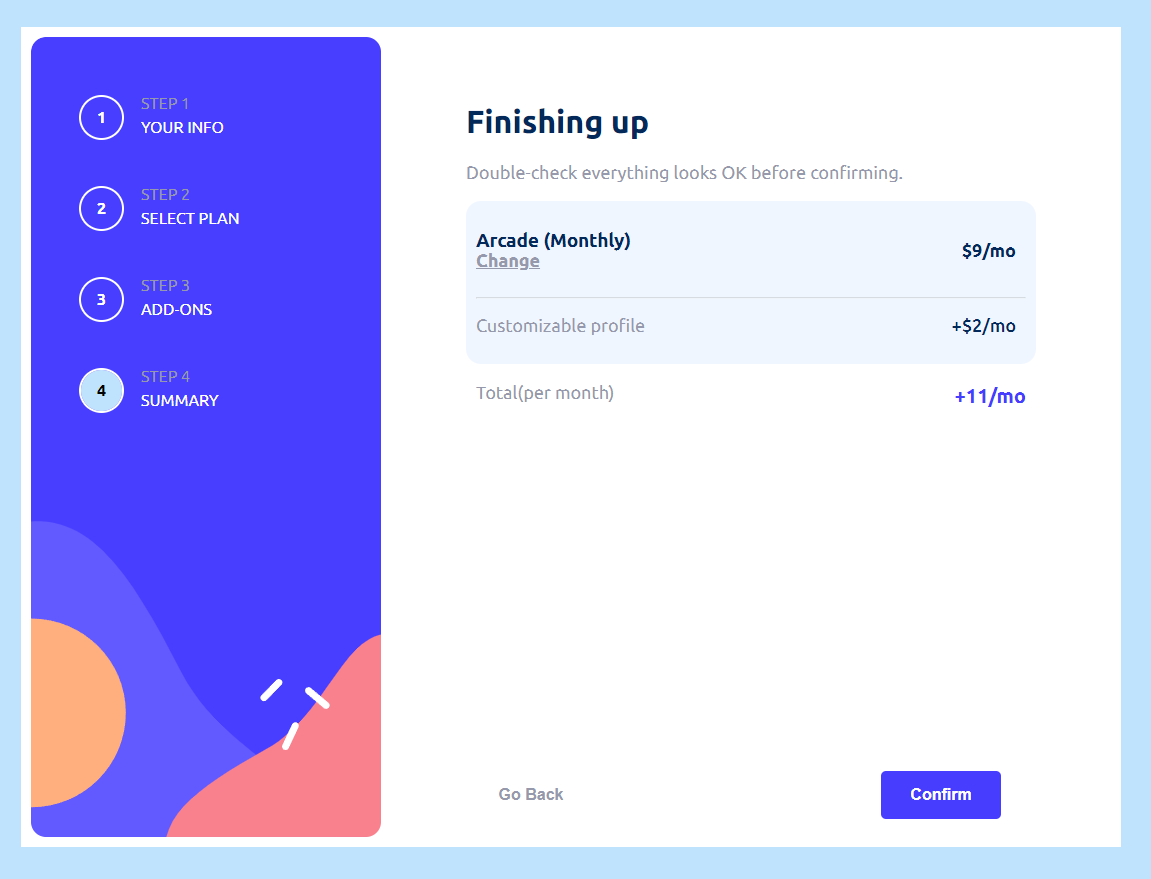 1
STEP 1
YOUR INFO
2
STEP 2
SELECT PLAN
3
STEP 3
ADD-ONS
4
STEP 4
SUMMARY
Finishing up
Double-check everything looks OK before confirming.
Arcade (Monthly)
Change
$9/mo
Customizable profile
+$2/mo
Total(per month)
+11/mo
Go Back
Confirm